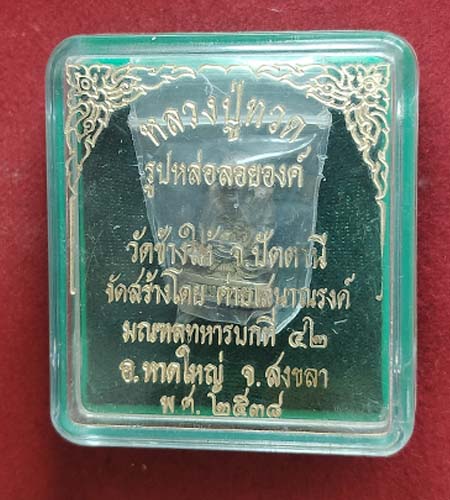 หลวงปู่ทวด
รูปหล่อลอยองค์
วัดช้างให้ จ.ปัตตานี
จัดสร้างโดย ค่ายเสนาณรงค์
มณฑลทหารบกที่ ๔๒
อ.หาดใหญ่ จ.สงขลา
พ.ศ. ๒๕๓๘